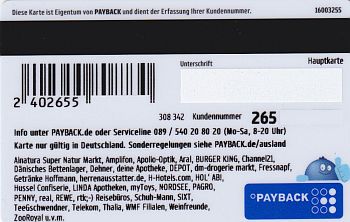 Diese Karte ist Eigentum von PAYBACK und dient der Erfassung Ihrer Kundennummer.
16003255
Unterschrift
Hauptkarte
2 402655
308 342 Kundennummer 265
Info unter PAYBACK.de oder Serviceline 089 / 540 20 80 20 (Mo-Sa, 8-20 Uhr)
Karte nur gültig in Deutschland. Sonderregelungen siehe PAYBACK.de/ausland
Alnatura Super Natur Markt, Amplifon, Apollo-Optik, Aral, BURGER KING, Channel21,
Dänisches Bettenlager, Dehner, deine Apotheke, DEPOT, dm-drogerie markt, Fressnapf,
Getränke Hoffmann, herrenausstatter.de, H-Hotels.com, HOL' AB!,
Hussel Confiserie, LINDA Apotheken, myToys, NORDSEE, PAGRO,
PENNY, real, REWE, rtk:-) Reisebüros, Schuh-Mann, SIXT,
TeeGschwendner, Telekom, Thalia, WMF Filialen, Weinfreunde,
ZooRoyal u.v.m.
PAYBACK